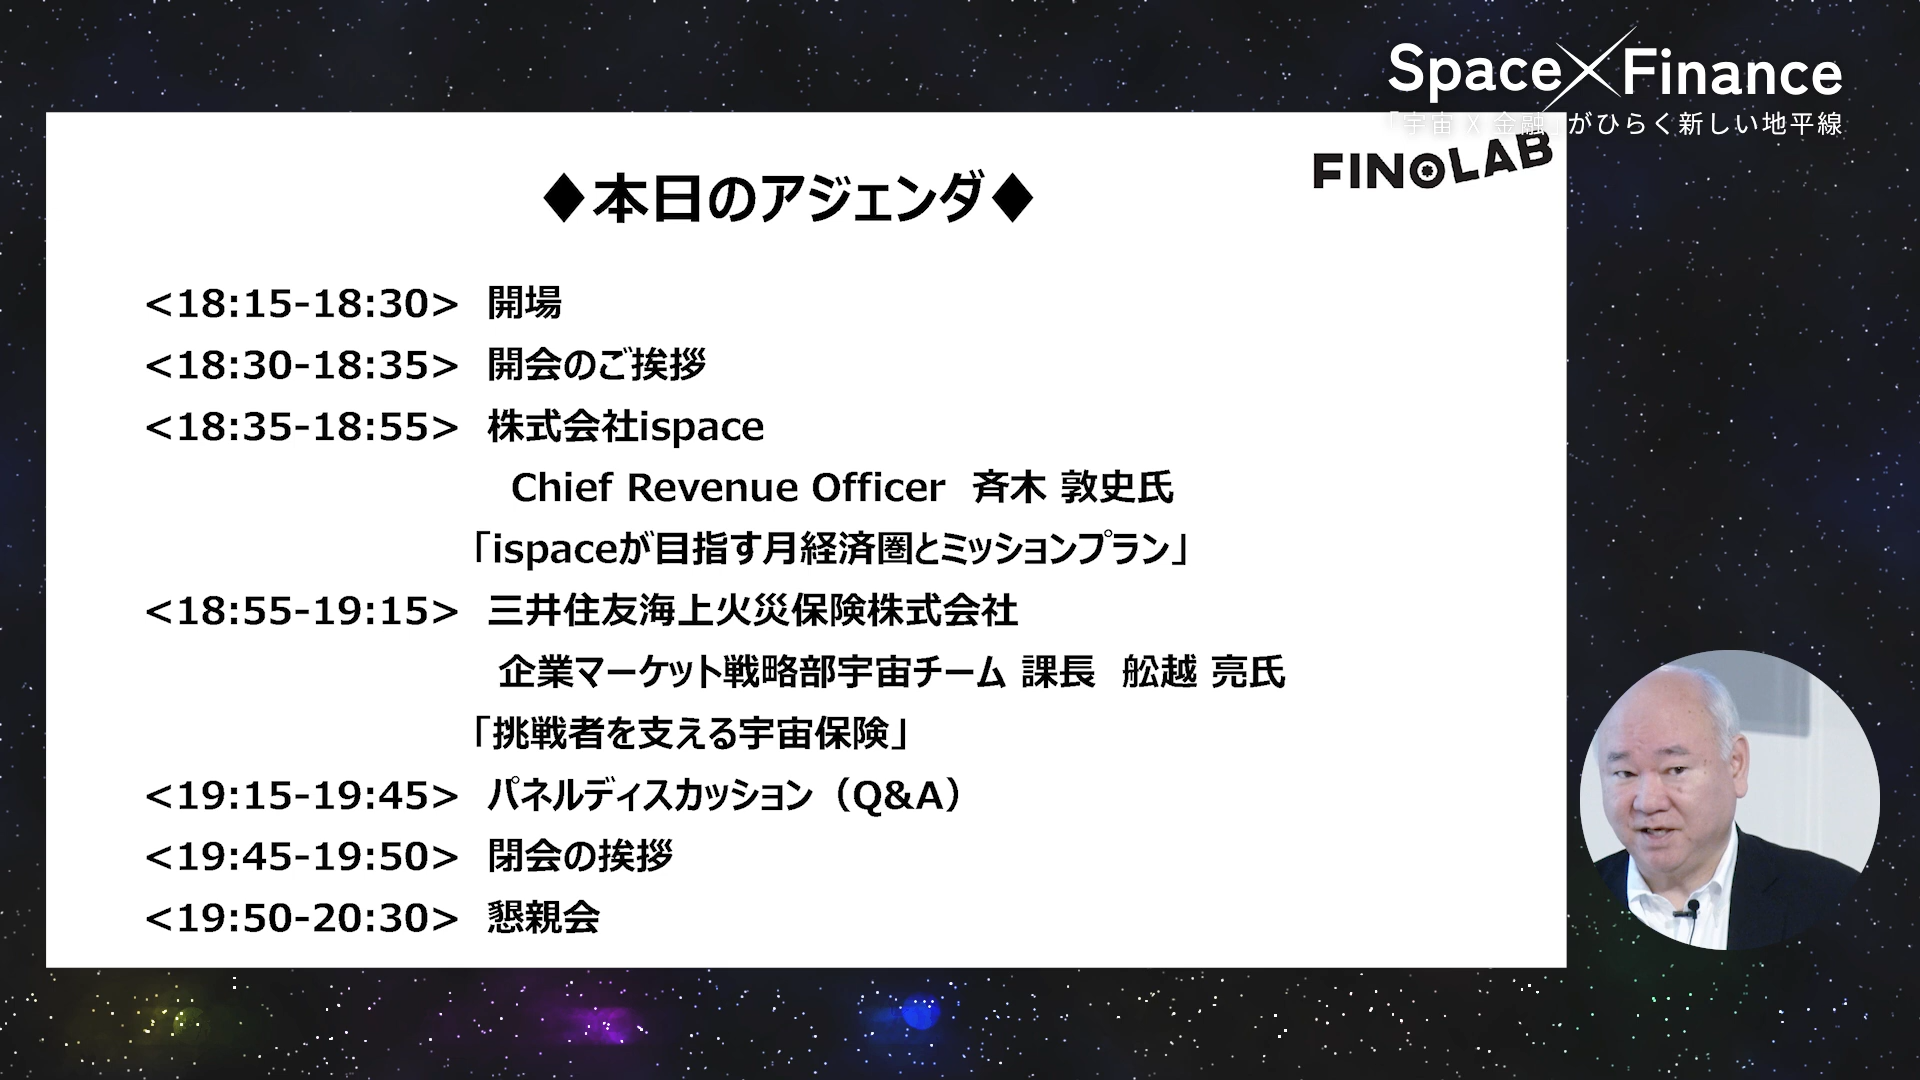 Space×Finance
「宇宙 X 金融」がひらく新しい地平線
FINOLAB
◆本日のアジェンダ◆
<18:15-18:30> 開場
<18:30-18:35> 開会のご挨拶
<18:35-18:55> 株式会社ispace
Chief Revenue Officer 斉木 敦史氏
「ispaceが目指す月経済圏とミッションプラン」
<18:55-19:15> 三井住友海上火災保険株式会社
企業マーケット戦略部宇宙チーム 課長 舩越 亮氏
「挑戦者を支える宇宙保険」
<19:15-19:45> パネルディスカッション（Q&A）
<19:45-19:50> 閉会の挨拶
<19:50-20:30> 懇親会